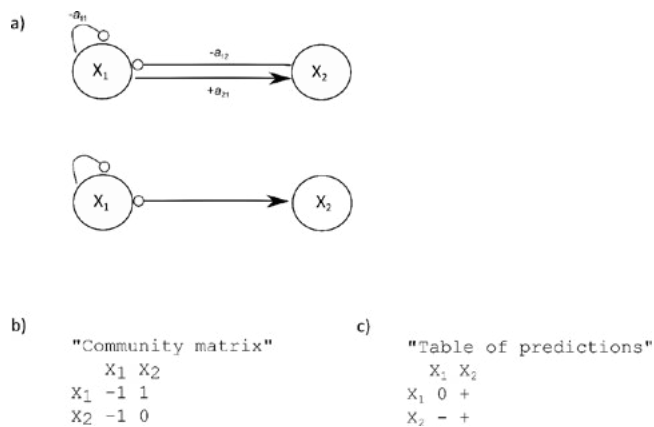 a)
-a₁₁
X₁
-a₁₂
+a₂₁
X₂
X₁
X₂
b)
"Community matrix"
X₁ X₂
X₁ -1 1
X₂ -1 0
c)
"Table of predictions"
X₁ X₂
X₁ 0 +
X₂ - +